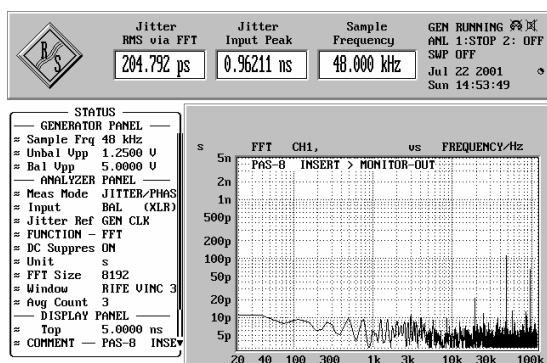 R
S
Jitter
RMS via FFT
204.792 ps
Jitter
Input Peak
0.96211 ns
Sample
Frequency
48.000 kHz
GEN RUNNING
ANL 1:STOP 2: OFF
SWP OFF
Jul 22 2001
Sun 14:53:49
STATUS
GENERATOR PANEL
≈ Sample Frq 48 kHz
≈ Unbal Vpp 1.2500 V
≈ Bal Vpp 5.0000 V
ANALYZER PANEL
≈ Meas Mode JITTER/PHAS
≈ Input BAL (XLR)
≈ Jitter Ref GEN CLK
≈ FUNCTION — FFT
≈ DC Suppres ON
≈ Unit s
≈ FFT Size 8192
≈ Window RIFE VINC 3
≈ Avg Count 3
DISPLAY PANEL
≈ Top 5.0000 ns
≈ COMMENT — PAS-8 INSE▼
s FFT CH1, vs FREQUENCY/Hz
PAS-8 INSERT > MONITOR-OUT
5n
2n
1n
500p
200p
100p
50p
20p
10p
5p
20 40 100 300 1k 3k 10k 30k 100k